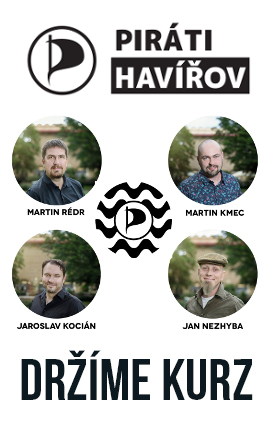 PIRÁTI
HAVÍŘOV
MARTIN RÉDR
MARTIN KMEC
JAROSLAV KOCIÁN
JAN NEZHYBA
DRŽÍME KURZ